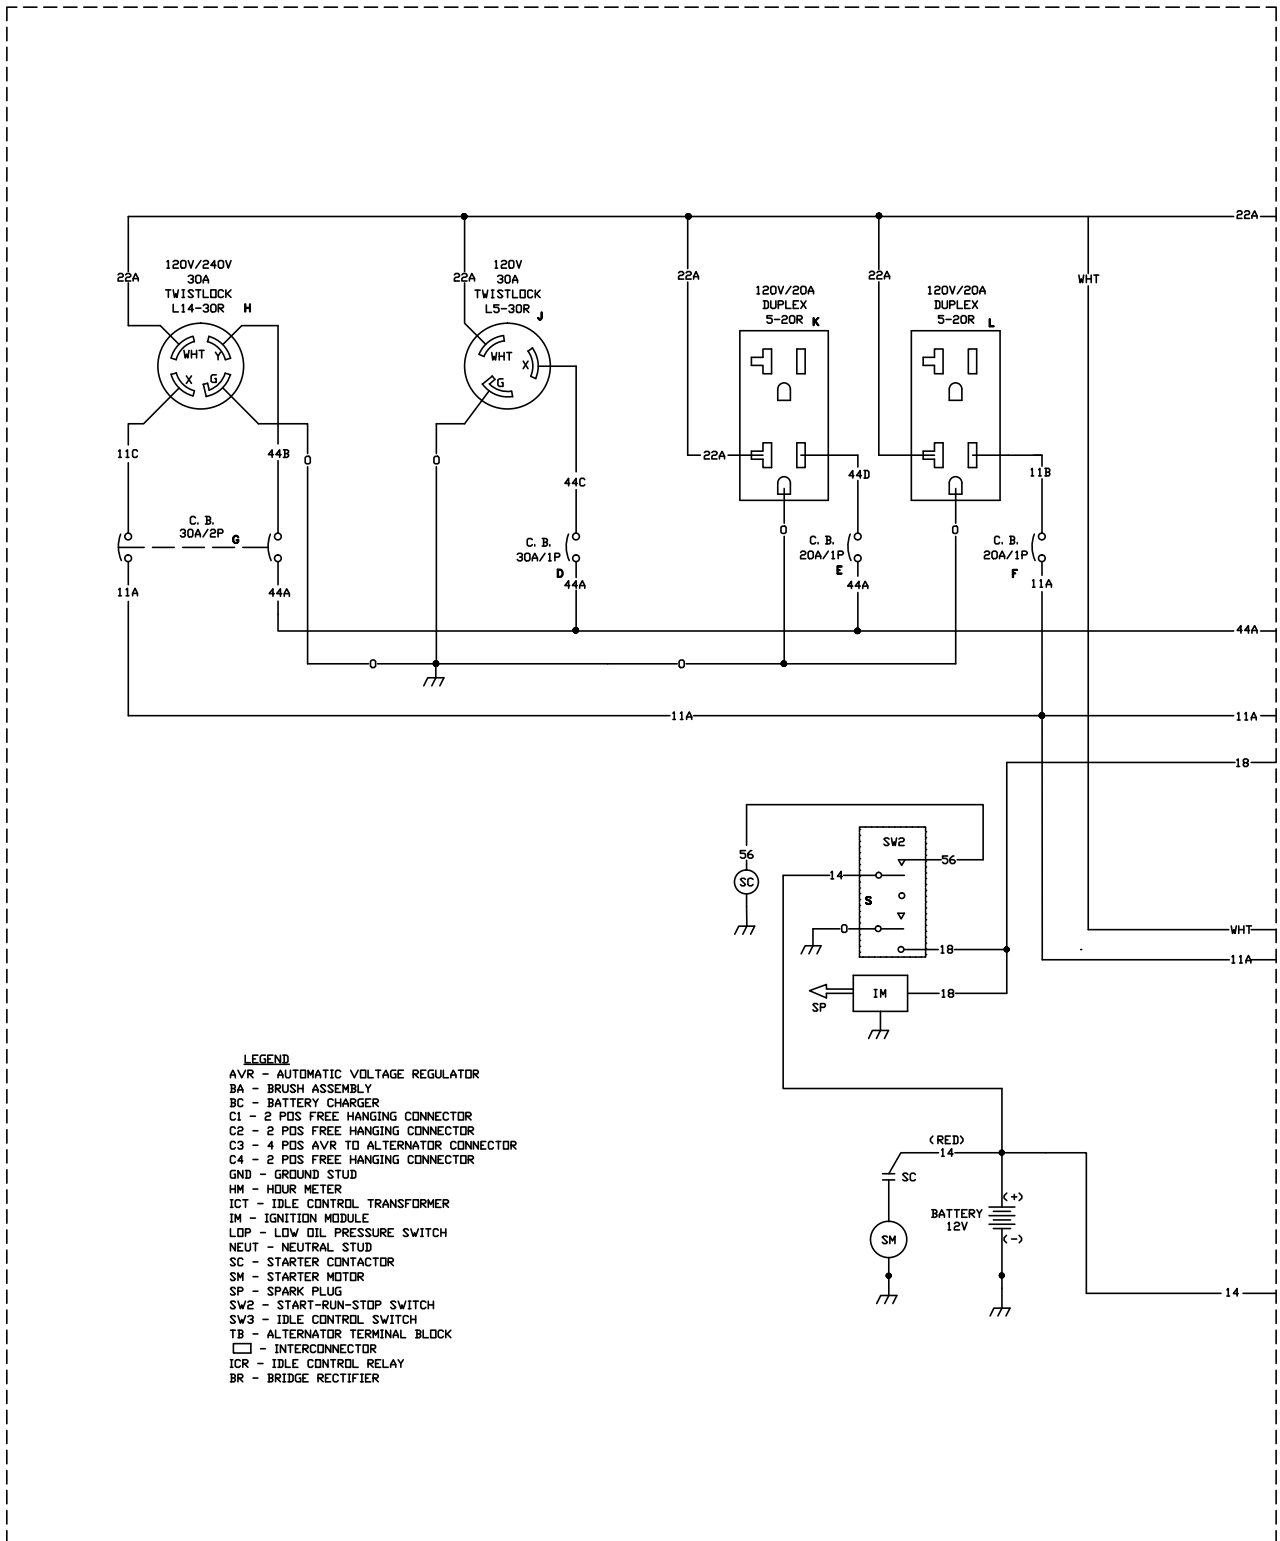 22A
120V/240V
30A
TWISTLOCK
L14-30R H
22A
WHT Y
X G
11C
44B
0
C. B.
30A/2P G
11A
44A
120V
30A
TWISTLOCK
L5-30R J
22A
WHT X
G
0
44C
C. B.
30A/1P
D
44A
120V/20A
DUPLEX
5-20R K
22A
22A
44D
0
C. B.
20A/1P
E
44A
120V/20A
DUPLEX
5-20R L
22A
11B
0
C. B.
20A/1P
F
11A
WHT
44A
0
0
11A
11A
18
SW2
56
56
SC
14
S
0
18
WHT
11A
IM
18
SP
(RED)
14
SC
(+)
BATTERY
12V
SM
(-)
14
LEGEND
AVR - AUTOMATIC VOLTAGE REGULATOR
BA - BRUSH ASSEMBLY
BC - BATTERY CHARGER
C1 - 2 POS FREE HANGING CONNECTOR
C2 - 2 POS FREE HANGING CONNECTOR
C3 - 4 POS AVR TO ALTERNATOR CONNECTOR
C4 - 2 POS FREE HANGING CONNECTOR
GND - GROUND STUD
HM - HOUR METER
ICT - IDLE CONTROL TRANSFORMER
IM - IGNITION MODULE
LOP - LOW OIL PRESSURE SWITCH
NEUT - NEUTRAL STUD
SC - STARTER CONTACTOR
SM - STARTER MOTOR
SP - SPARK PLUG
SW2 - START-RUN-STOP SWITCH
SW3 - IDLE CONTROL SWITCH
TB - ALTERNATOR TERMINAL BLOCK
- INTERCONNECTOR
ICR - IDLE CONTROL RELAY
BR - BRIDGE RECTIFIER